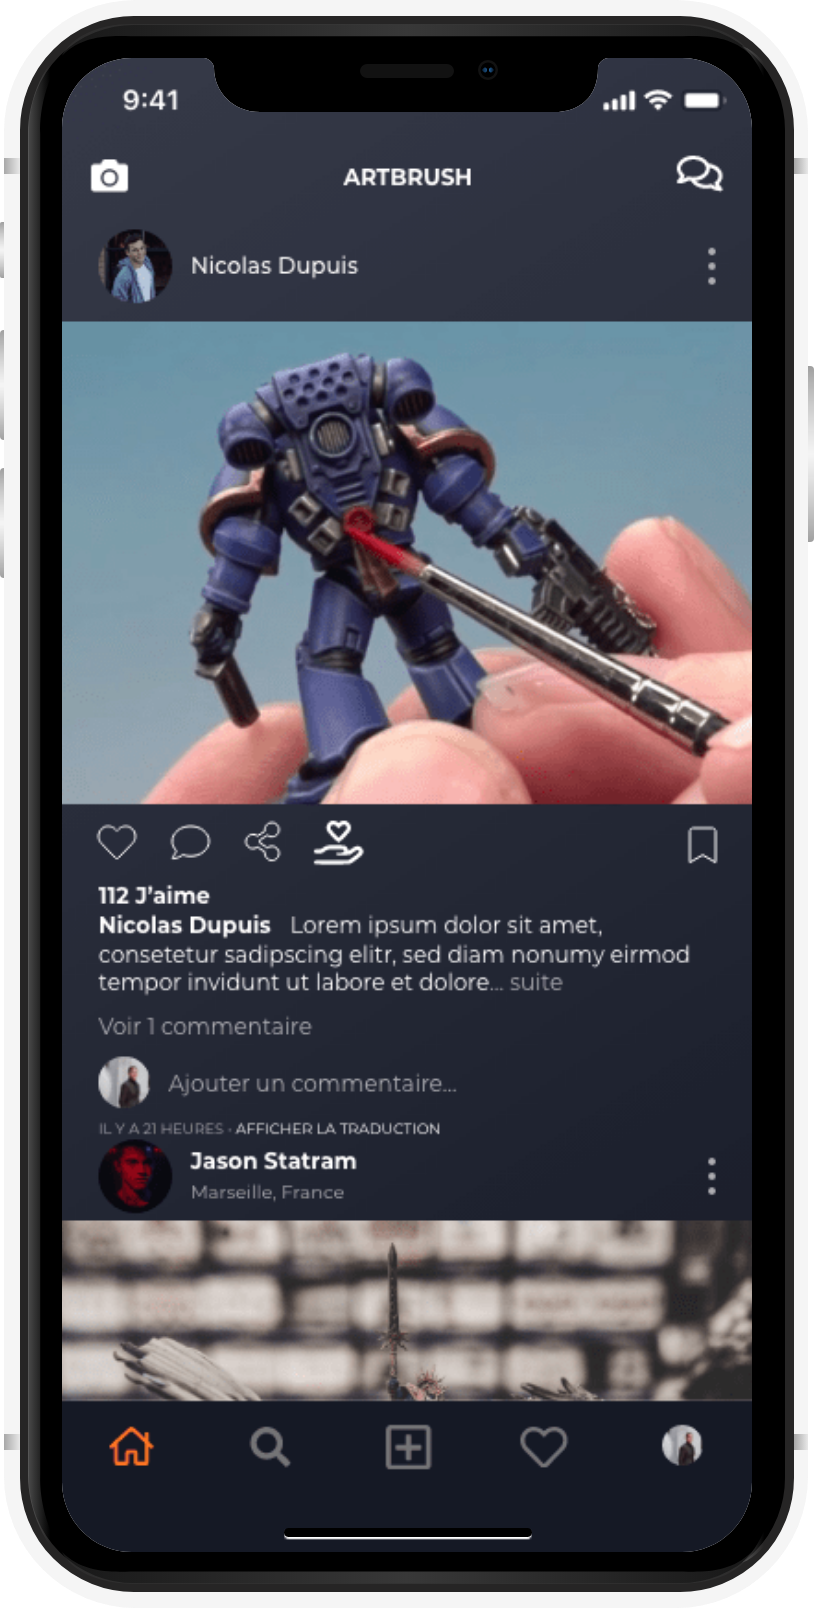 9:41
ARTBRUSH
Nicolas Dupuis
112 J'aime
Nicolas Dupuis Lorem ipsum dolor sit amet,
consetetur sadipscing elitr, sed diam nonumy eirmod
tempor invidunt ut labore et dolore... suite
Voir 1 commentaire
Ajouter un commentaire...
IL Y A 21 HEURES · AFFICHER LA TRADUCTION
Jason Statram
Marseille, France